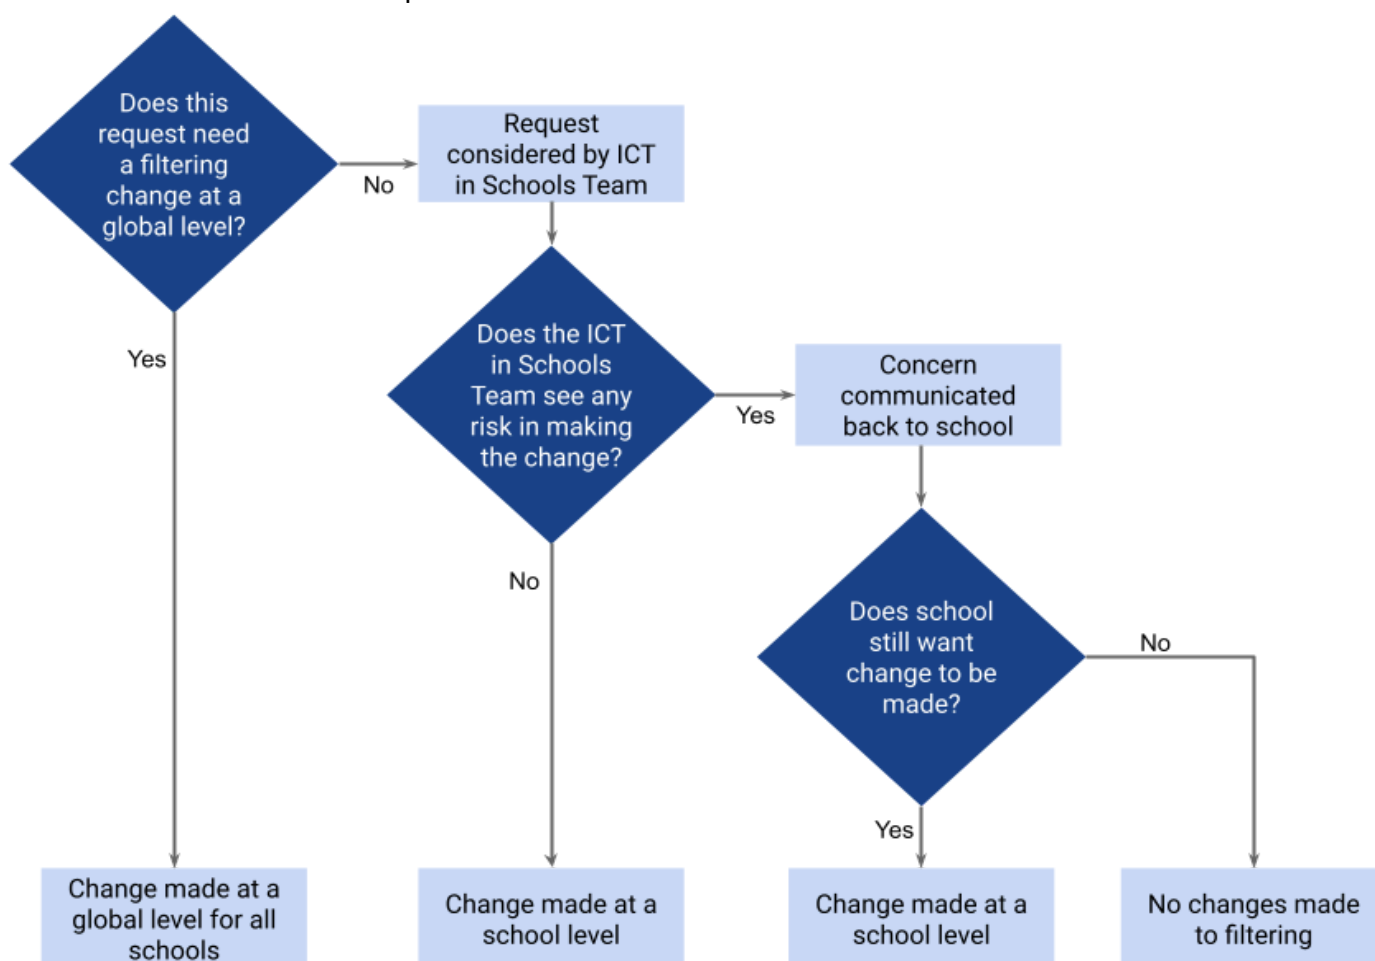 Does this
request need
a filtering
change at a
global level?
No
Request
considered by ICT
in Schools Team
Yes
Does the ICT
in Schools
Team see any
risk in making
the change?
Yes
Concern
communicated
back to school
No
Does school
still want
change to be
made?
No
Yes
Change made at a
global level for all
schools
Change made at a
school level
Change made at a
school level
No changes made
to filtering